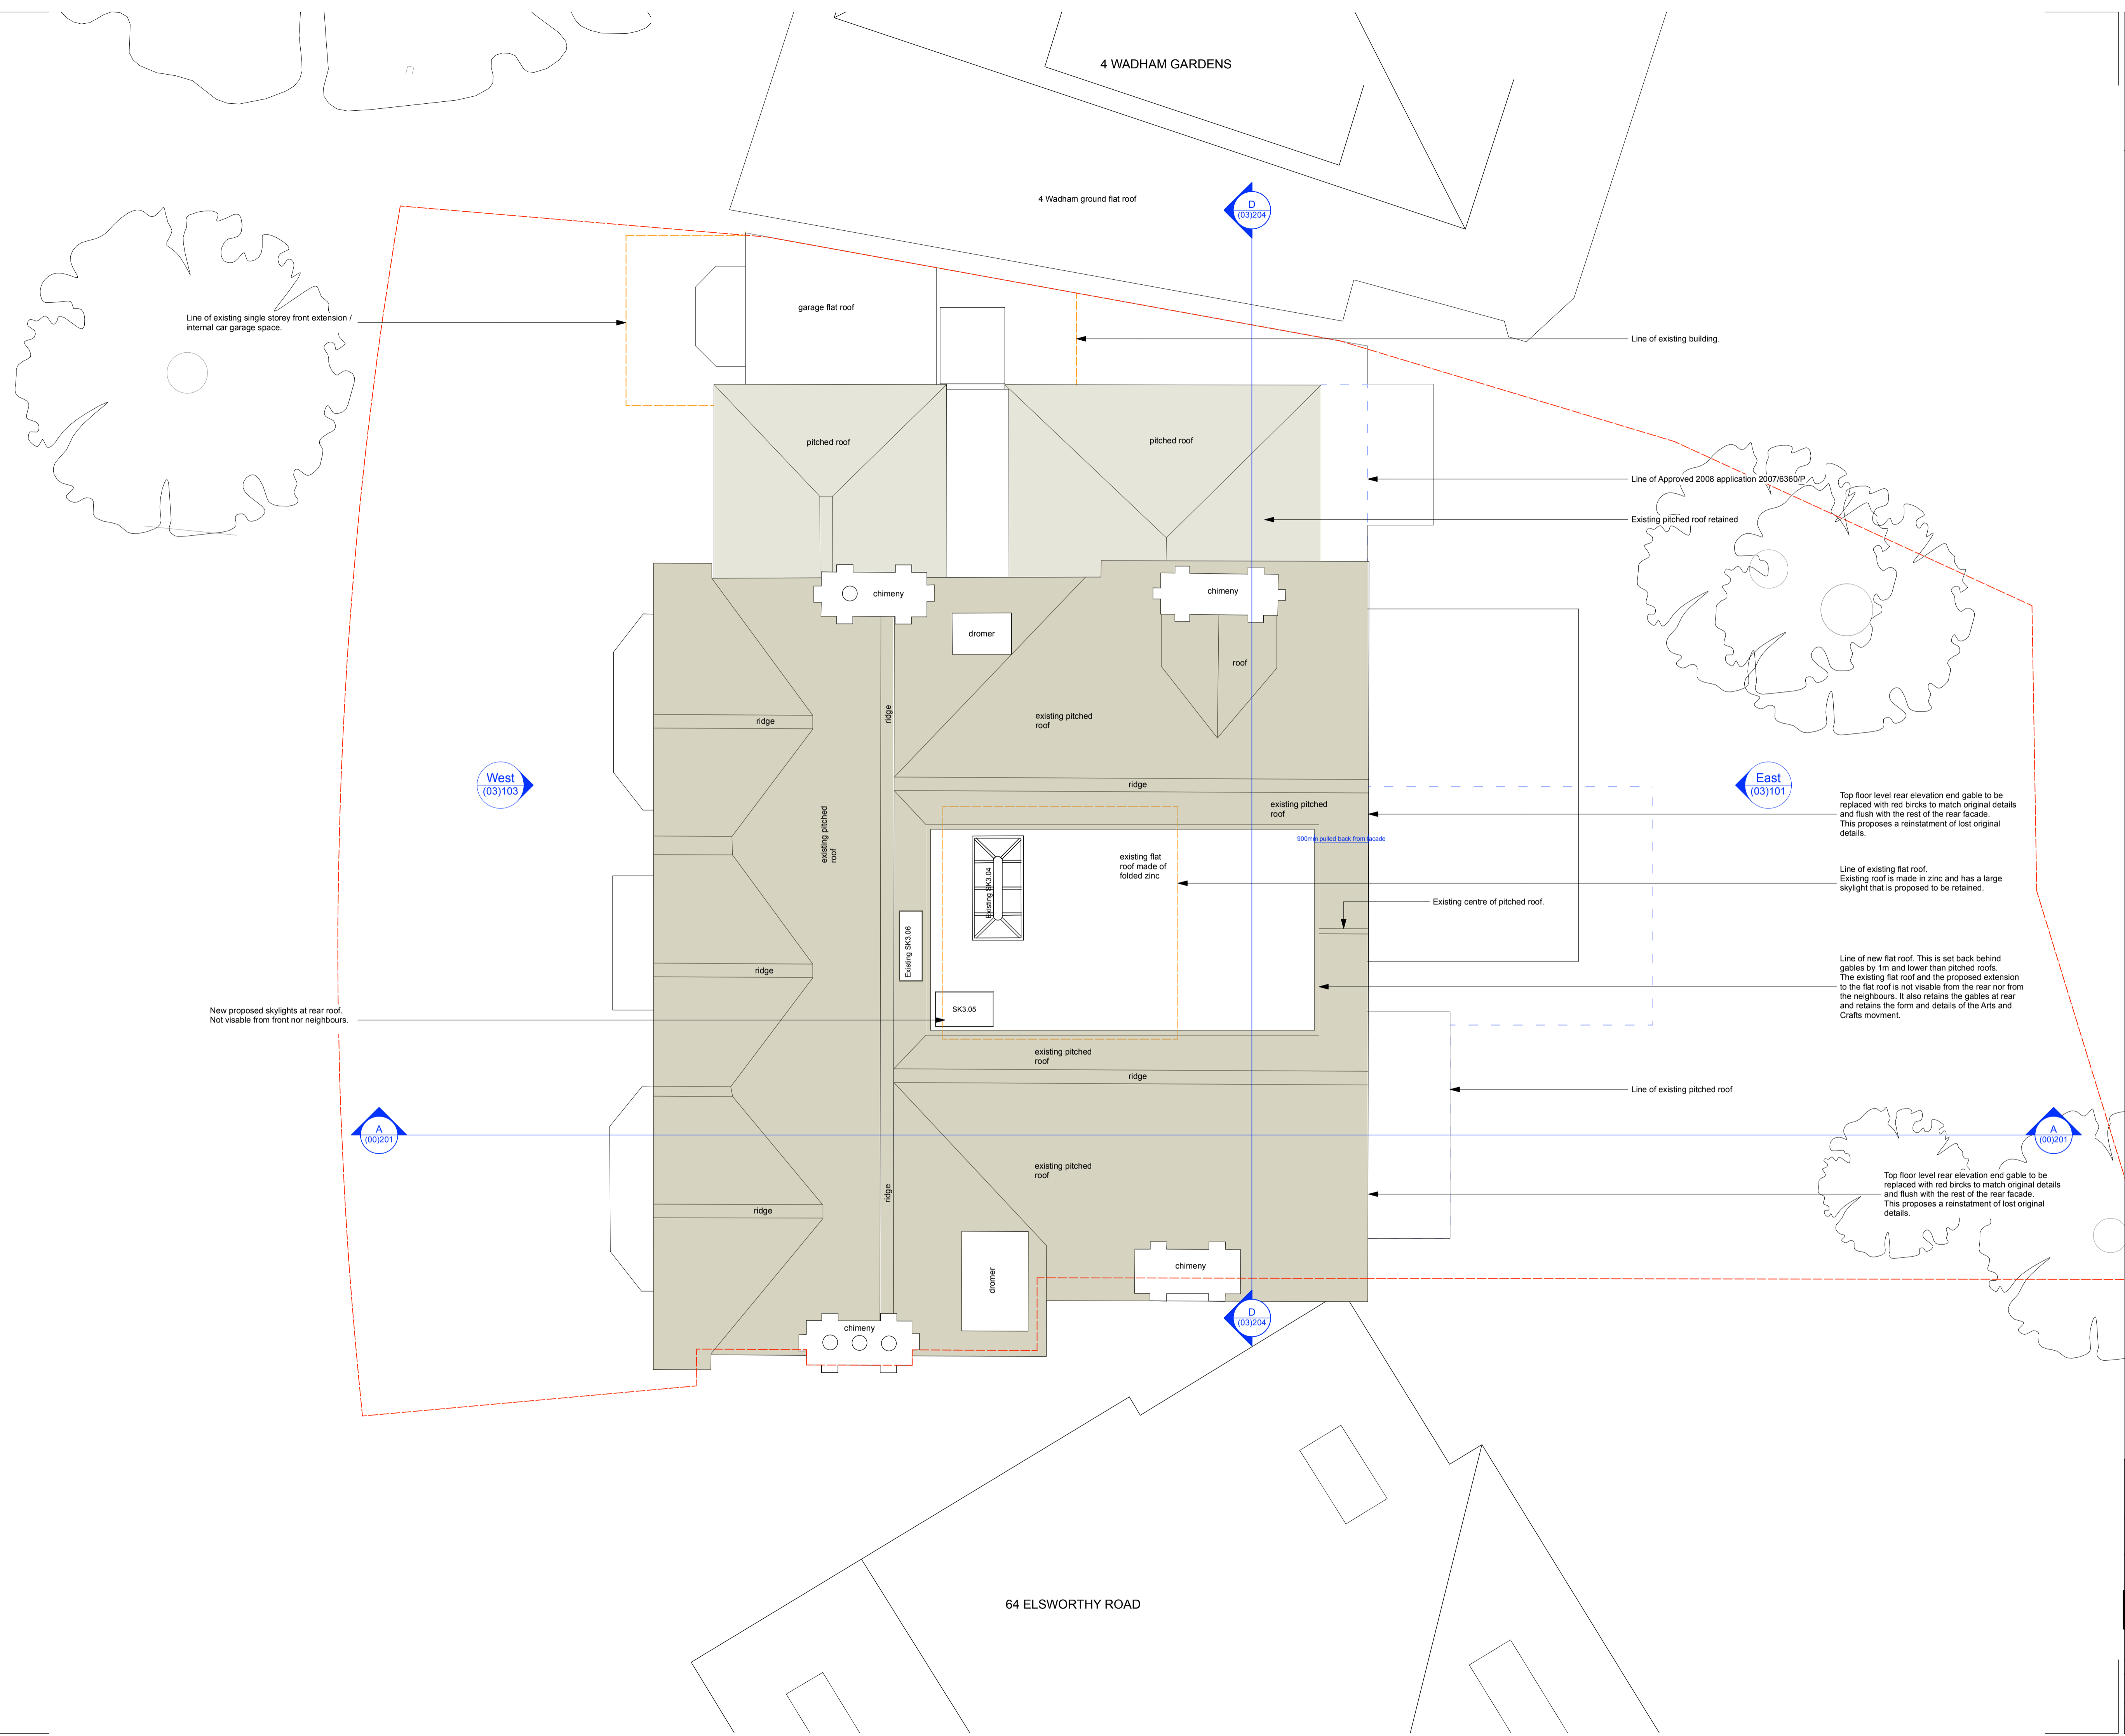 4 WADHAM GARDENS
4 Wadham ground flat roof
D
(03)204
garage flat roof
Line of existing single storey front extension /
internal car garage space.
Line of existing building.
pitched roof
pitched roof
Line of Approved 2008 application 2007/6360/P
Existing pitched roof retained
chimeny
chimeny
dromer
roof
ridge
ridge
existing pitched
roof
West
(03)103
East
(03)101
ridge
existing pitched
roof
existing pitched
roof
Top floor level rear elevation end gable to be
replaced with red bircks to match original details
and flush with the rest of the rear facade.
This proposes a reinstatement of lost original
details.
900mm pulled back from facade
existing flat
roof made of
folded zinc
Existing SK3.04
Line of existing flat roof.
Existing roof is made in zinc and has a large
skylight that is proposed to be retained.
Existing centre of pitched roof.
Existing SK3.06
ridge
Line of new flat roof. This is set back behind
gables by 1m and lower than pitched roofs.
The existing flat roof and the proposed extension
to the flat roof is not visable from the rear nor from
the neighbours. It also retains the gables at rear
and retains the form and details of the Arts and
Crafts movment.
New proposed skylights at rear roof.
Not visable from front nor neighbours.
SK3.05
existing pitched
roof
ridge
Line of existing pitched roof
A
(00)201
A
(00)201
existing pitched
roof
Top floor level rear elevation end gable to be
replaced with red bircks to match original details
and flush with the rest of the rear facade.
This proposes a reinstatement of lost original
details.
ridge
ridge
dromer
chimeny
D
(03)204
chimeny
64 ELSWORTHY ROAD